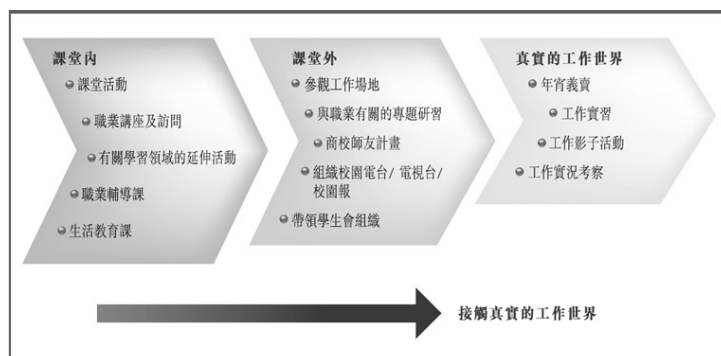 課堂內
課堂活動
職業講座及訪問
有關學習領域的延伸活動
職業輔導課
生活教育課
課堂外
參觀工作場地
與職業有關的專題研習
商校師友計畫
組織校園電台/ 電視台/
校園報
帶領學生會組織
真實的工作世界
年宵義賣
工作實習
工作影子活動
工作實況考察
接觸真實的工作世界